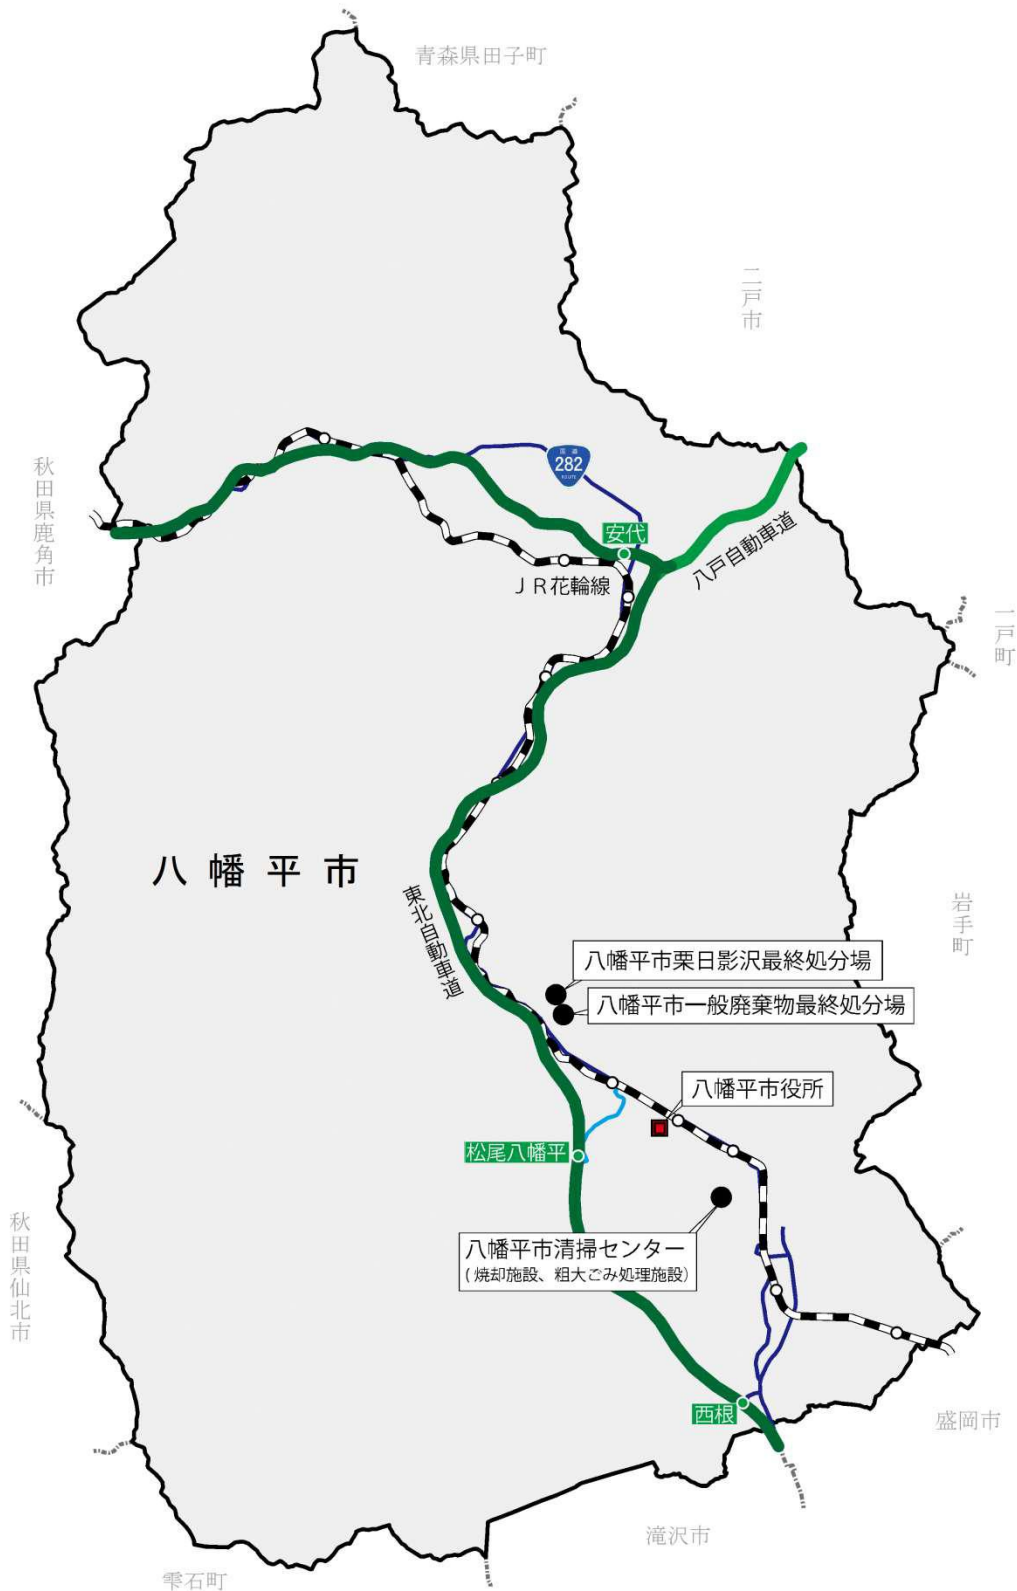 青森県田子町
二戸市
秋田県鹿角市
国道
282
ROUTE
安代
八戸自動車道
JR花輪線
一戸町
八幡平市
東北自動車道
岩手町
八幡平市栗日影沢最終処分場
八幡平市一般廃棄物最終処分場
八幡平市役所
松尾八幡平
秋田県仙北市
八幡平市清掃センター
(焼却施設、粗大ごみ処理施設)
西根
盛岡市
滝沢市
雫石町